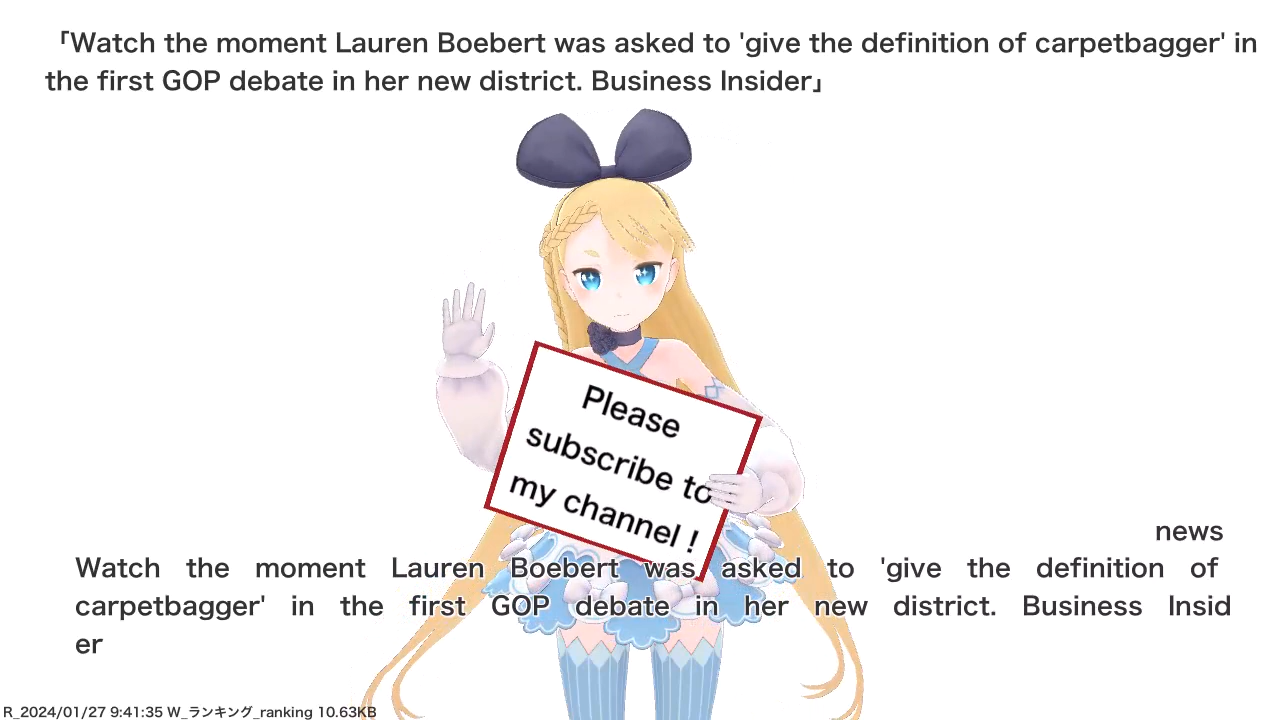 「Watch the moment Lauren Boebert was asked to 'give the definition of carpetbagger' in
the first GOP debate in her new district. Business Insider」
Please
subscribe to
my channel !
news
Watch the moment Lauren Boebert was asked to 'give the definition of
carpetbagger' in the first GOP debate in her new district. Business Insid
er
R_2024/01/27 9:41:35 W_ランキング_ranking 10.63KB